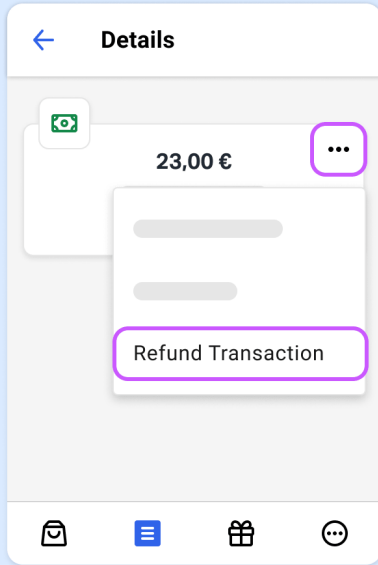 Details
23,00 €
Refund Transaction